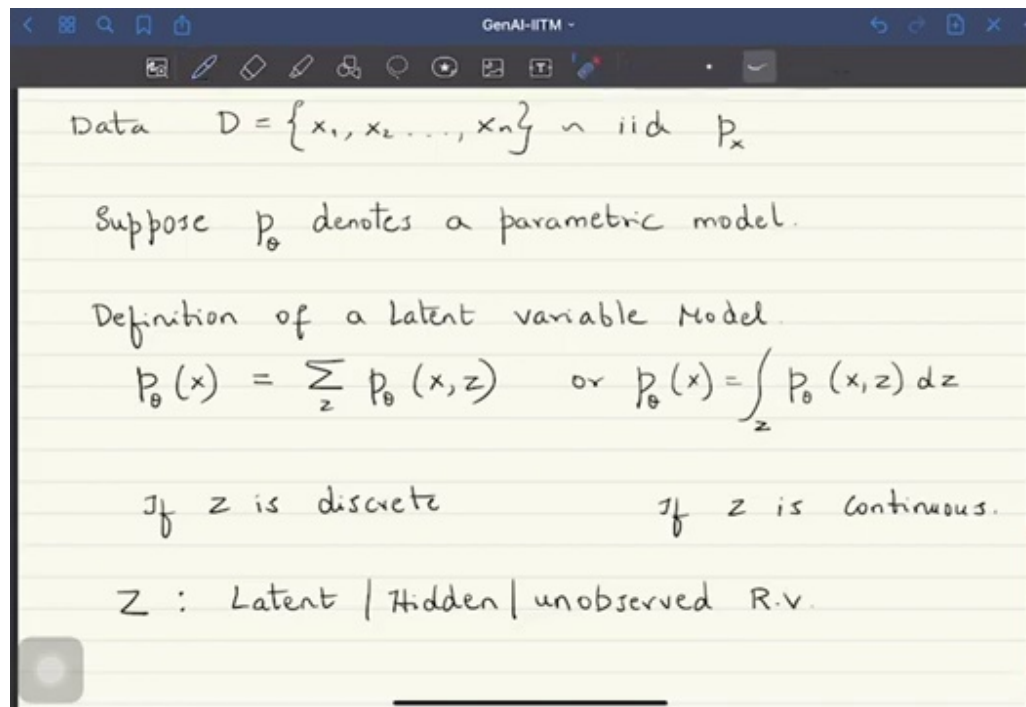 GenAI-IITM
Data D = {x₁, x₂ ..., xn} ~ iid pₓ
Suppose p_θ denotes a parametric model.
Definition of a Latent variable Model.
p_θ(x) = ∑_z p_θ(x,z) or p_θ(x) = ∫_z p_θ(x,z) dz
If z is discrete If z is continuous.
Z : Latent | Hidden | unobserved R.V.